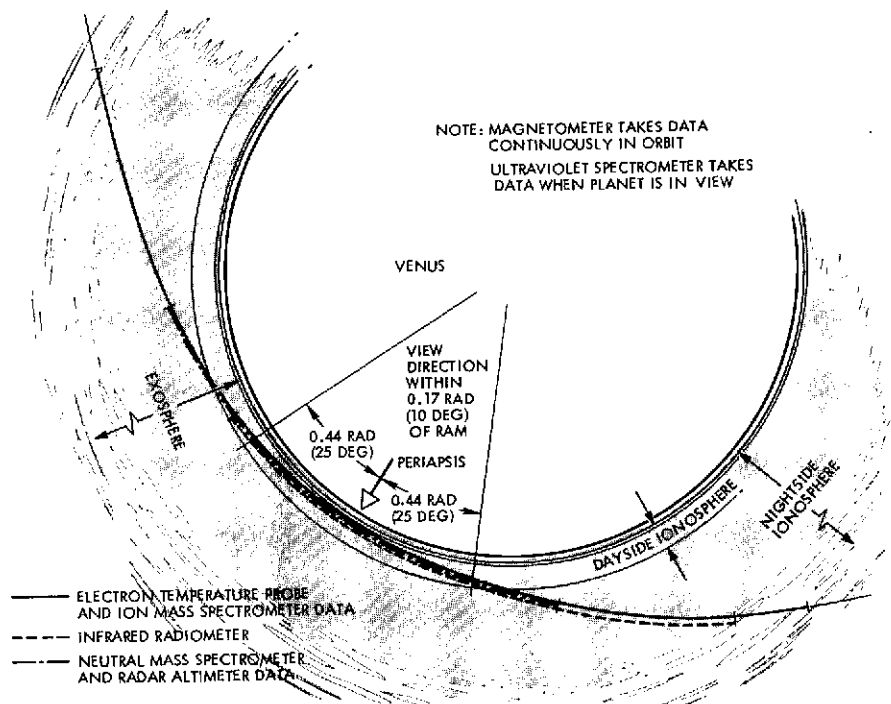 NOTE: MAGNETOMETER TAKES DATA
CONTINUOUSLY IN ORBIT
ULTRAVIOLET SPECTROMETER TAKES
DATA WHEN PLANET IS IN VIEW
VENUS
EXOSPHERE
VIEW
DIRECTION
WITHIN
0.17 RAD
(10 DEG)
OF RAM
0.44 RAD
(25 DEG)
PERIAPSIS
0.44 RAD
(25 DEG)
DAYSIDE IONOSPHERE
NIGHTSIDE
IONOSPHERE
ELECTRON TEMPERATURE PROBE
AND ION MASS SPECTROMETER DATA
INFRARED RADIOMETER
NEUTRAL MASS SPECTROMETER
AND RADAR ALTIMETER DATA